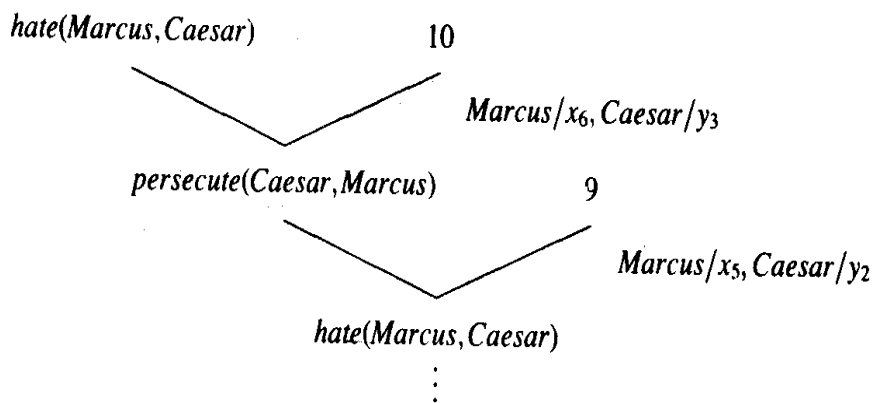 hate(Marcus,Caesar) 10
Marcus/x₆, Caesar/y₃
persecute(Caesar,Marcus) 9
Marcus/x₅, Caesar/y₂
hate(Marcus,Caesar)
⋮